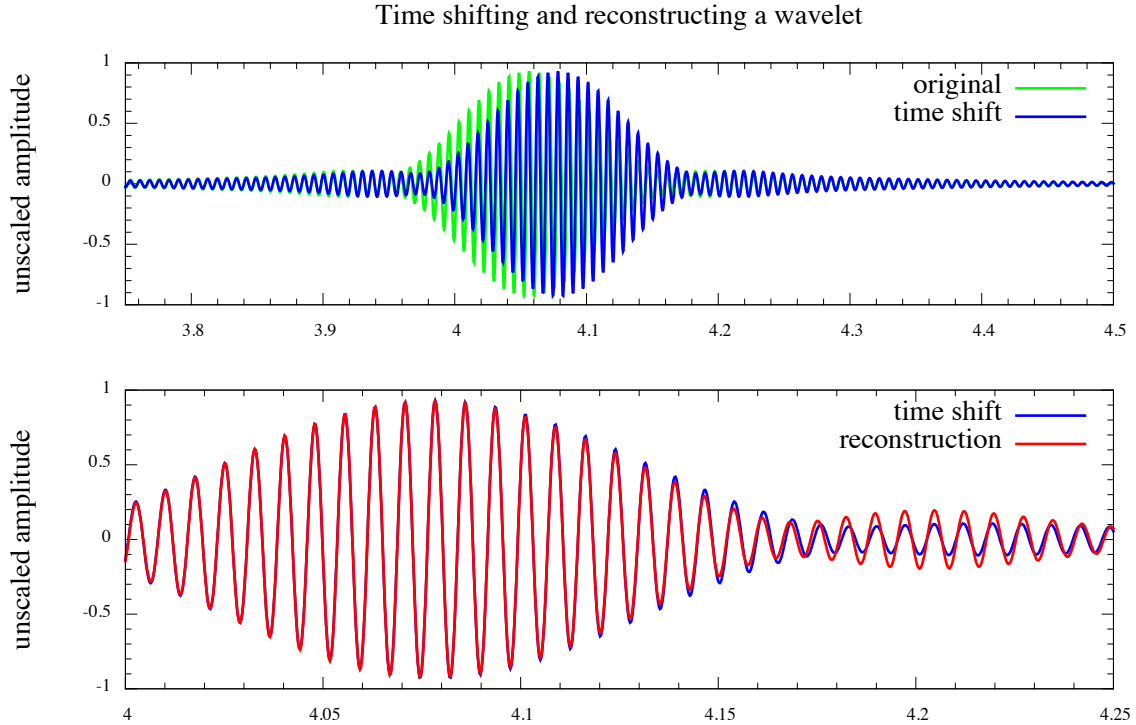 Time shifting and reconstructing a wavelet
unscaled amplitude
1
0.5
0
-0.5
-1
original
time shift
3.8 3.9 4 4.1 4.2 4.3 4.4 4.5
unscaled amplitude
1
0.5
0
-0.5
-1
time shift
reconstruction
4 4.05 4.1 4.15 4.2 4.25